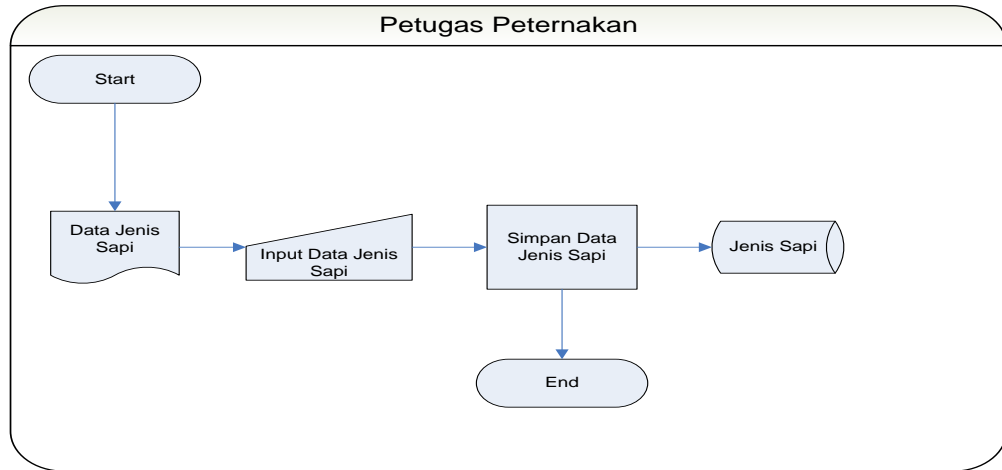 Petugas Peternakan
Start
Data Jenis
Sapi
Input Data Jenis
Sapi
Simpan Data
Jenis Sapi
Jenis Sapi
End